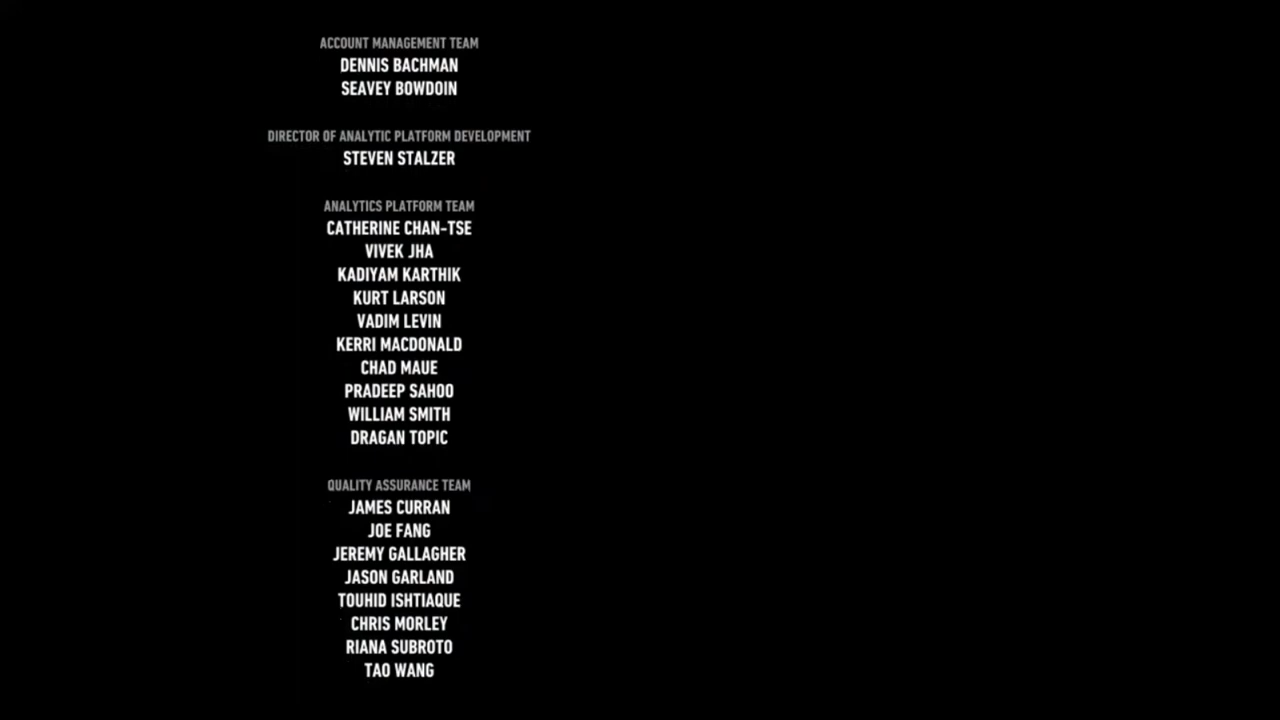 ACCOUNT MANAGEMENT TEAM
DENNIS BACHMAN
SEAVEY BOWDOIN
DIRECTOR OF ANALYTIC PLATFORM DEVELOPMENT
STEVEN STALZER
ANALYTICS PLATFORM TEAM
CATHERINE CHAN-TSE
VIVEK JHA
KADIYAM KARTHIK
KURT LARSON
VADIM LEVIN
KERRI MACDONALD
CHAD MAUE
PRADEEP SAHOO
WILLIAM SMITH
DRAGAN TOPIC
QUALITY ASSURANCE TEAM
JAMES CURRAN
JOE FANG
JEREMY GALLAGHER
JASON GARLAND
TOUHID ISHTIAQUE
CHRIS MORLEY
RIANA SUBROTO
TAO WANG